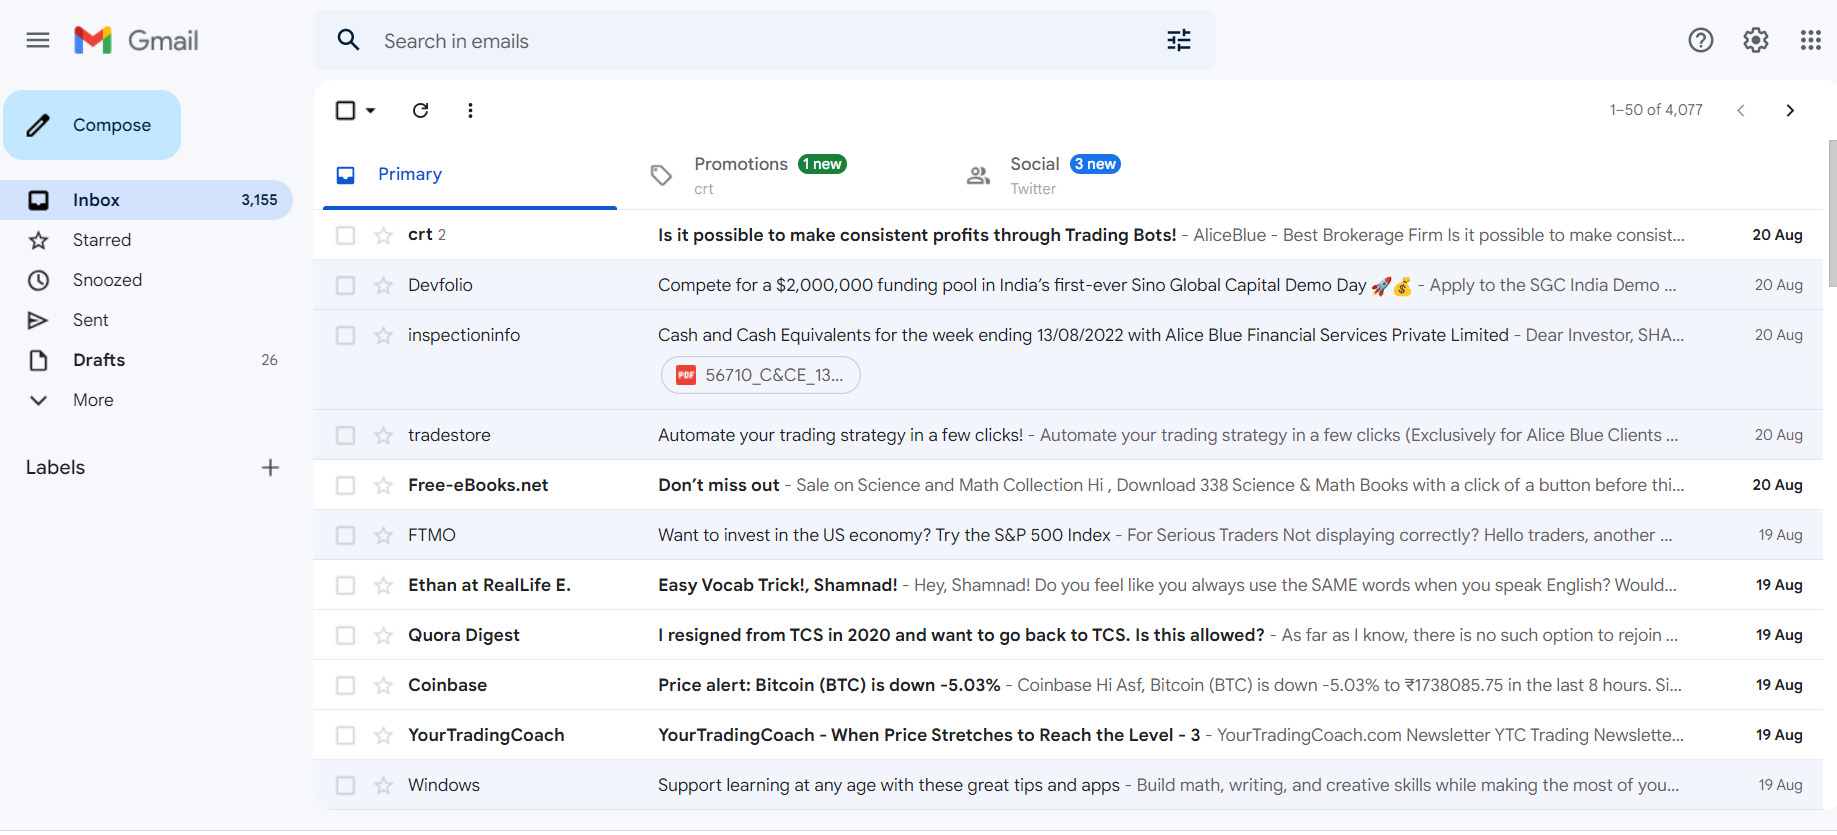 Gmail
Search in emails
Compose
1–50 of 4,077
Inbox 3,155
Starred
Snoozed
Sent
Drafts 26
More
Labels
Primary
Promotions 1 new
crt
Social 3 new
Twitter
crt 2 Is it possible to make consistent profits through Trading Bots! - AliceBlue - Best Brokerage Firm Is it possible to make consist... 20 Aug
Devfolio Compete for a $2,000,000 funding pool in India’s first-ever Sino Global Capital Demo Day 🚀💰 - Apply to the SGC India Demo ... 20 Aug
inspectioninfo Cash and Cash Equivalents for the week ending 13/08/2022 with Alice Blue Financial Services Private Limited - Dear Investor, SHA... 20 Aug
PDF 56710_C&CE_13...
tradestore Automate your trading strategy in a few clicks! - Automate your trading strategy in a few clicks (Exclusively for Alice Blue Clients ... 20 Aug
Free-eBooks.net Don’t miss out - Sale on Science and Math Collection Hi , Download 338 Science & Math Books with a click of a button before thi... 20 Aug
FTMO Want to invest in the US economy? Try the S&P 500 Index - For Serious Traders Not displaying correctly? Hello traders, another ... 19 Aug
Ethan at RealLife E. Easy Vocab Trick!, Shamnad! - Hey, Shamnad! Do you feel like you always use the SAME words when you speak English? Would... 19 Aug
Quora Digest I resigned from TCS in 2020 and want to go back to TCS. Is this allowed? - As far as I know, there is no such option to rejoin ... 19 Aug
Coinbase Price alert: Bitcoin (BTC) is down -5.03% - Coinbase Hi Asf, Bitcoin (BTC) is down -5.03% to ₹1738085.75 in the last 8 hours. Si... 19 Aug
YourTradingCoach YourTradingCoach - When Price Stretches to Reach the Level - 3 - YourTradingCoach.com Newsletter YTC Trading Newslette... 19 Aug
Windows Support learning at any age with these great tips and apps - Build math, writing, and creative skills while making the most of you... 19 Aug